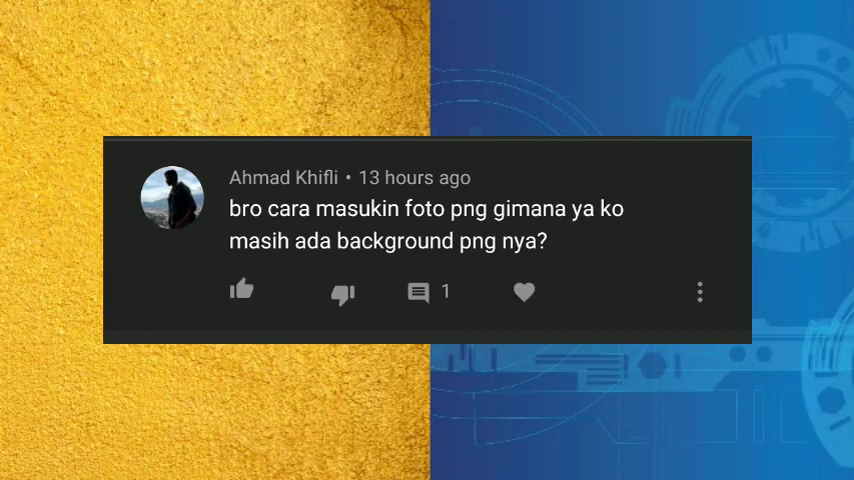 Ahmad Khifli • 13 hours ago
bro cara masukin foto png gimana ya ko
masih ada background png nya?
1